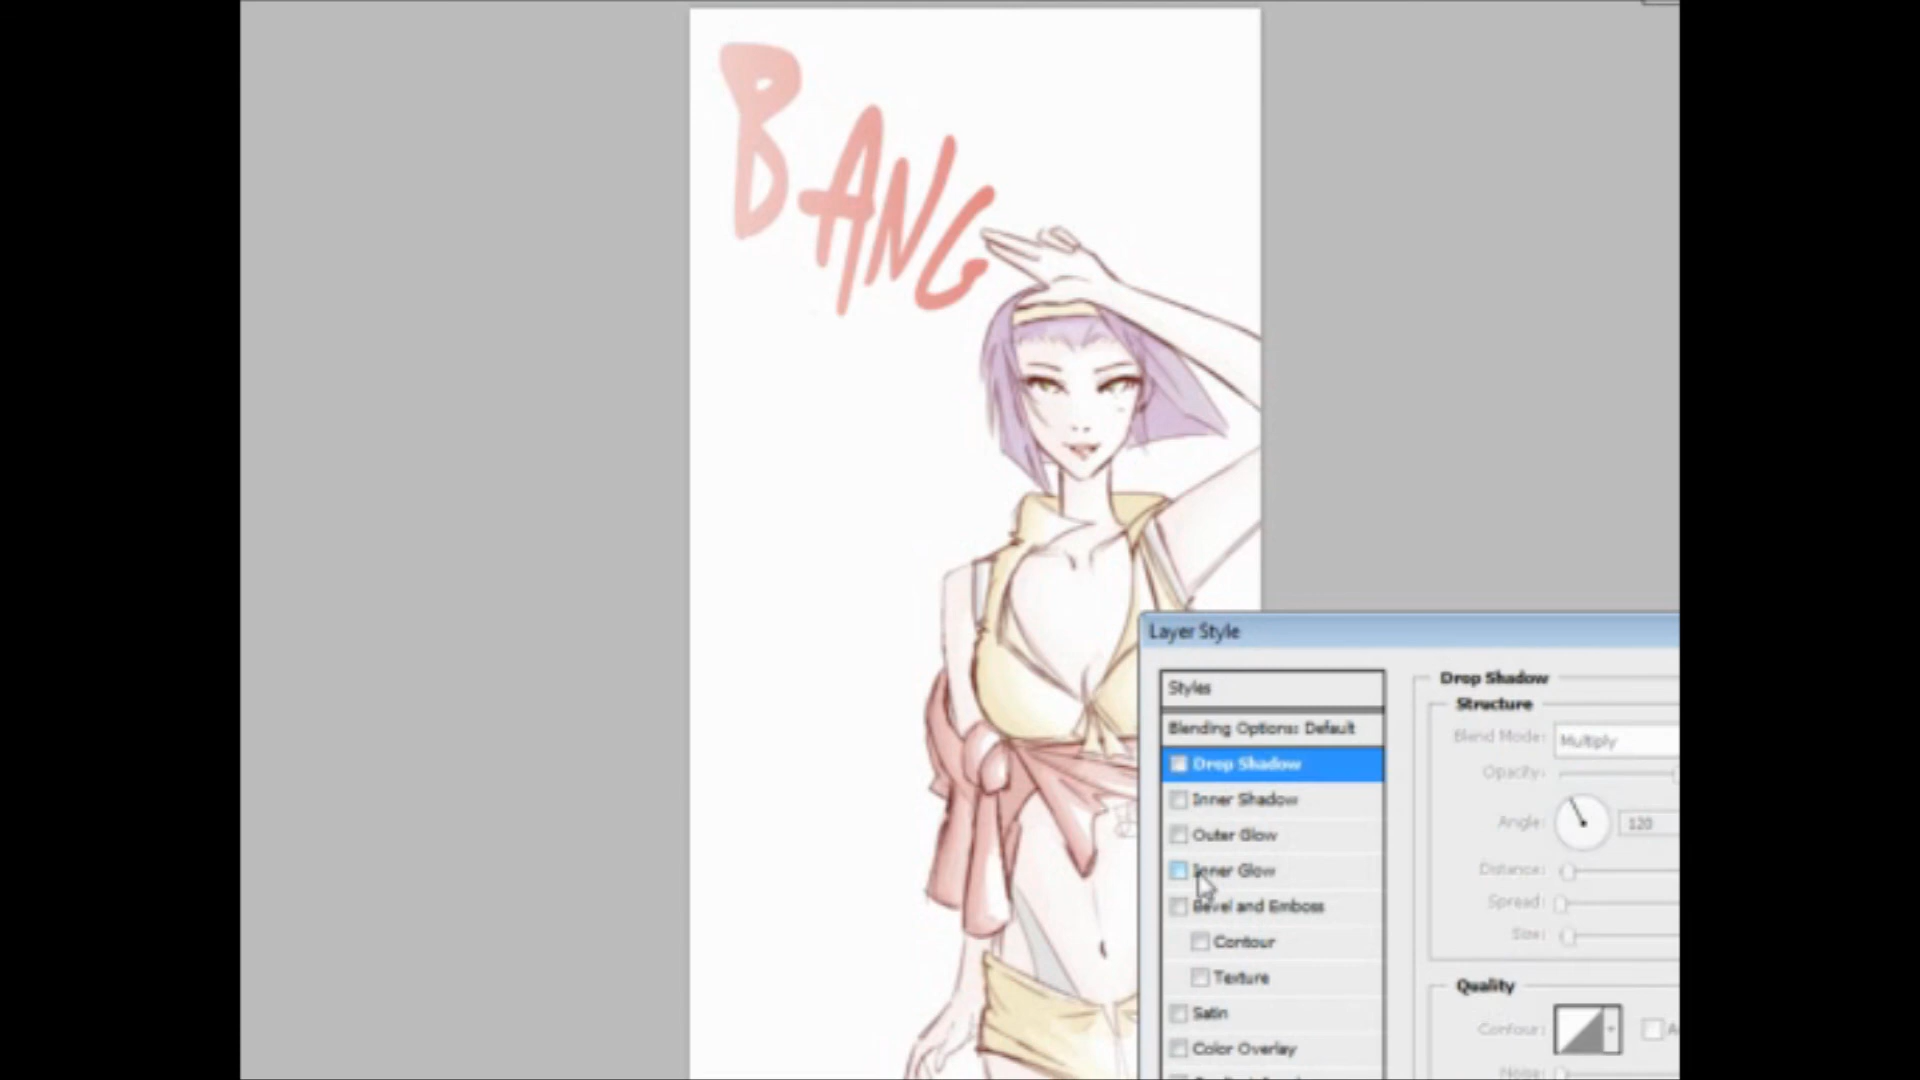 BANG
Layer Style
Styles
Blending Options: Default
Drop Shadow
Inner Shadow
Outer Glow
Inner Glow
Bevel and Emboss
Contour
Texture
Satin
Color Overlay
Drop Shadow
Structure
Blend Mode: Multiply
Opacity:
Angle: 120
Distance:
Spread:
Size:
Quality
Contour:
Noise: